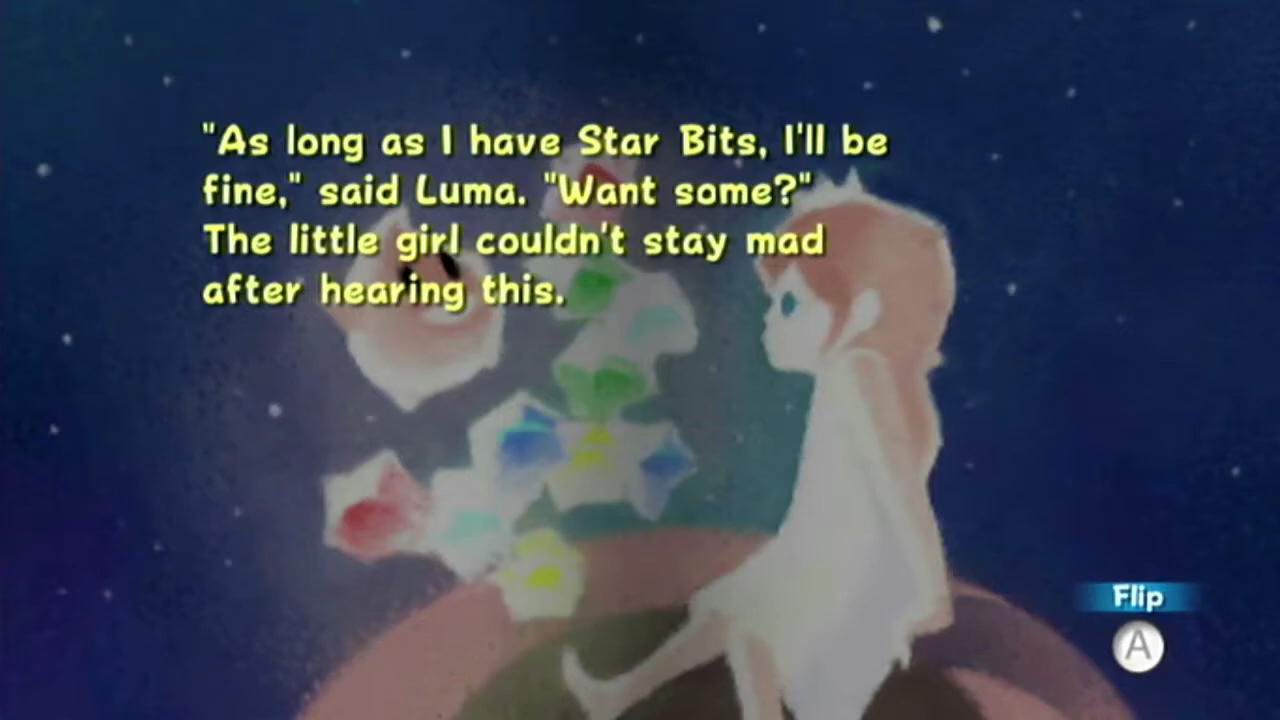 "As long as I have Star Bits, I'll be
fine," said Luma. "Want some?"
The little girl couldn't stay mad
after hearing this.
Flip
A